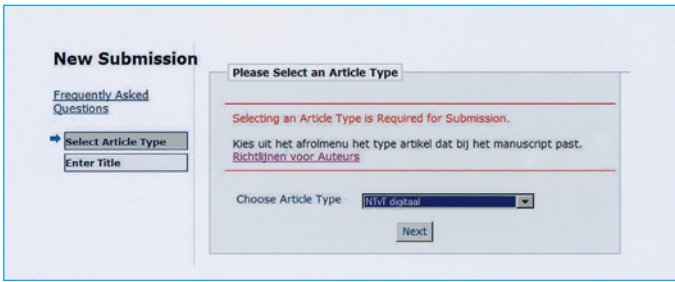 New Submission
Frequently Asked
Questions
Select Article Type
Enter Title
Please Select an Article Type
Selecting an Article Type is Required for Submission.
Kies uit het afrolmenu het type artikel dat bij het manuscript past.
Richtlijnen voor Auteurs
Choose Article Type
NTvT digitaal
Next